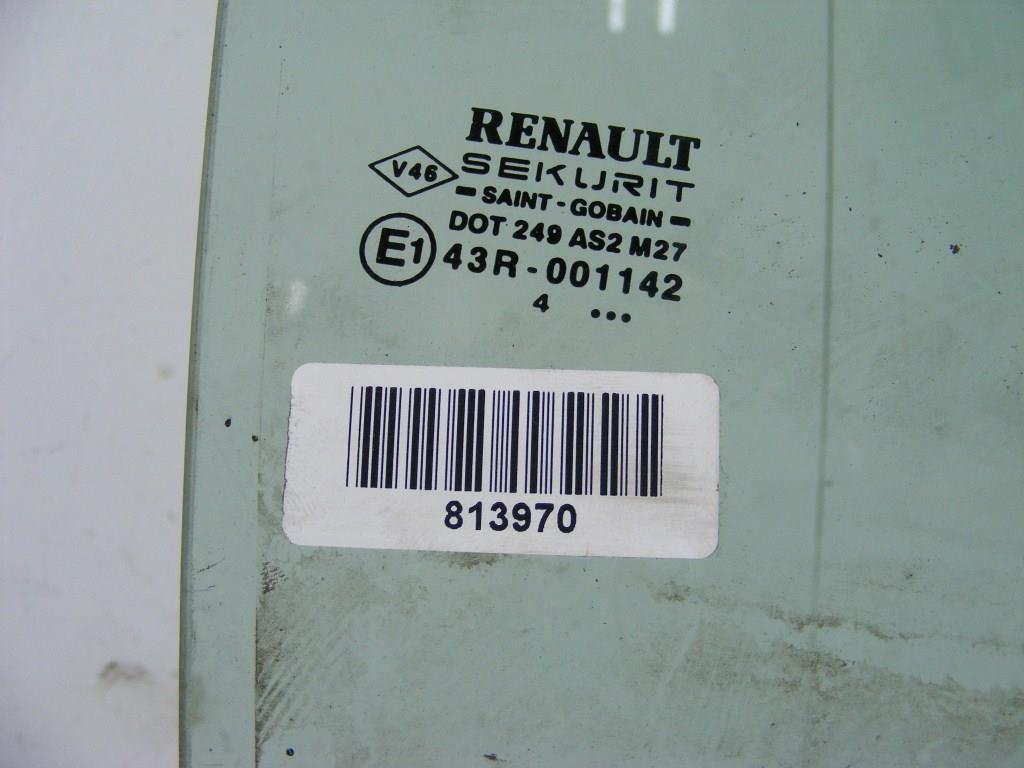 RENAULT
V46 SEKURIT
- SAINT - GOBAIN -
DOT 249 AS2 M27
E1 43R - 001142
4 ...
813970